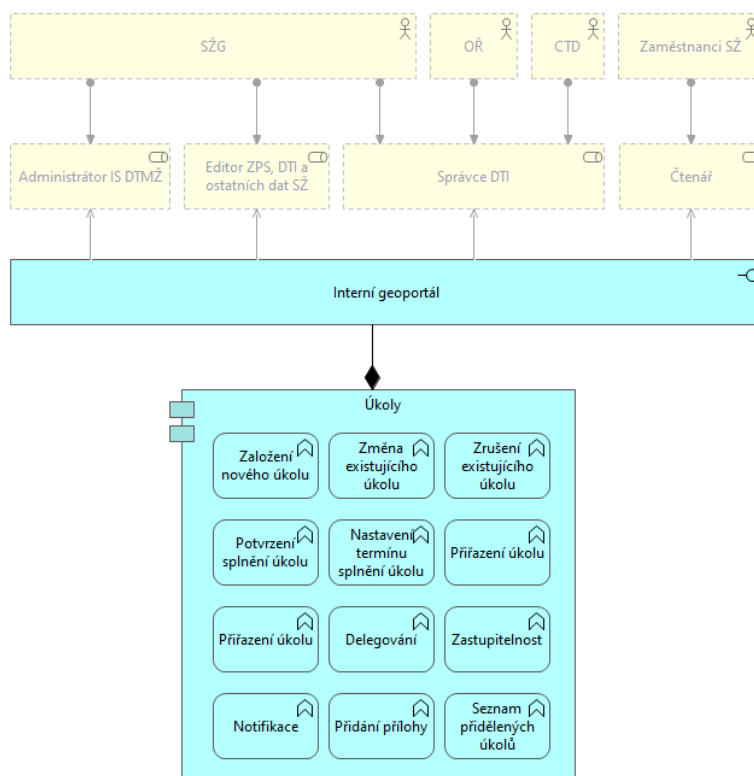 SŽG
OŘ
CTD
Zaměstnanci SŽ
Administrátor IS DTMŽ
Editor ZPS, DTI a
ostatních dat SŽ
Správce DTI
Čtenář
Interní geoportál
Úkoly
Založení
nového úkolu
Změna
existujícího
úkolu
Zrušení
existujícího
úkolu
Potvrzení
splnění úkolu
Nastavení
termínu
splnění úkolu
Přiřazení úkolu
Přiřazení úkolu
Delegování
Zastupitelnost
Notifikace
Přidání přílohy
Seznam
přidělených
úkolů